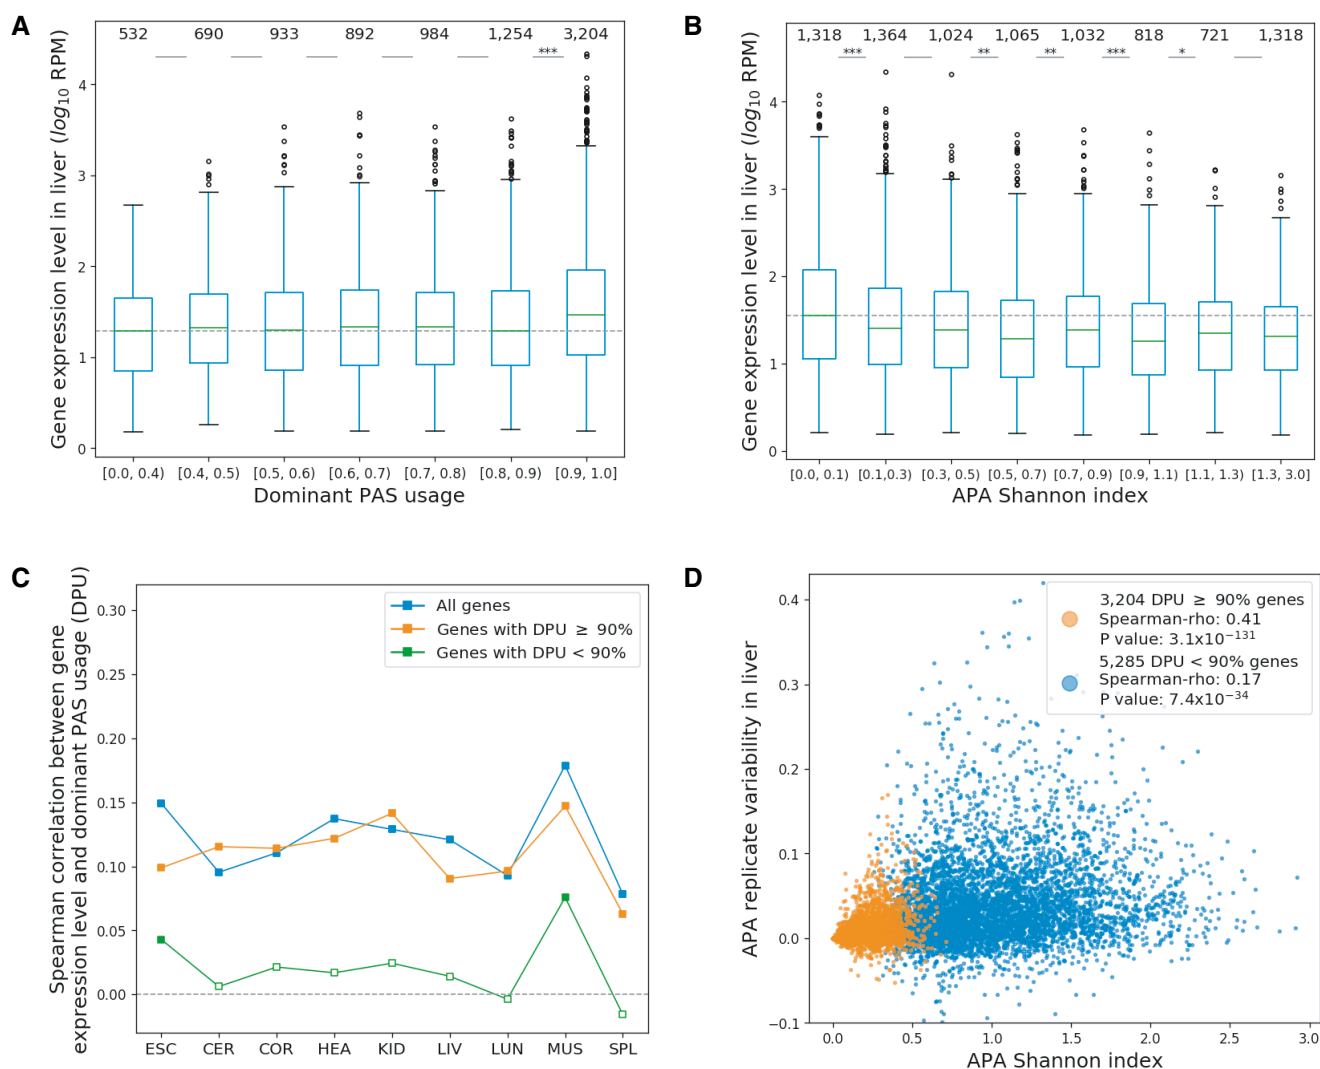 A
532 690 933 892 984 1,254 3,204
***
Gene expression level in liver (log10 RPM)
4
3
2
1
0
[0.0, 0.4) [0.4, 0.5) [0.5, 0.6) [0.6, 0.7) [0.7, 0.8) [0.8, 0.9) [0.9, 1.0]
Dominant PAS usage
B
1,318 1,364 1,024 1,065 1,032 818 721 1,318
*** ** ** *** *
Gene expression level in liver (log10 RPM)
4
3
2
1
0
[0.0, 0.1) [0.1,0.3) [0.3, 0.5) [0.5, 0.7) [0.7, 0.9) [0.9, 1.1) [1.1, 1.3) [1.3, 3.0]
APA Shannon index
C
Spearman correlation between gene
expression level and dominant PAS usage (DPU)
0.30
0.25
0.20
0.15
0.10
0.05
0.00
All genes
Genes with DPU ≥ 90%
Genes with DPU < 90%
ESC CER COR HEA KID LIV LUN MUS SPL
D
APA replicate variability in liver
0.4
0.3
0.2
0.1
0.0
−0.1
3,204 DPU ≥ 90% genes
Spearman-rho: 0.41
P value: 3.1x10−131
5,285 DPU < 90% genes
Spearman-rho: 0.17
P value: 7.4x10−34
0.0 0.5 1.0 1.5 2.0 2.5 3.0
APA Shannon index